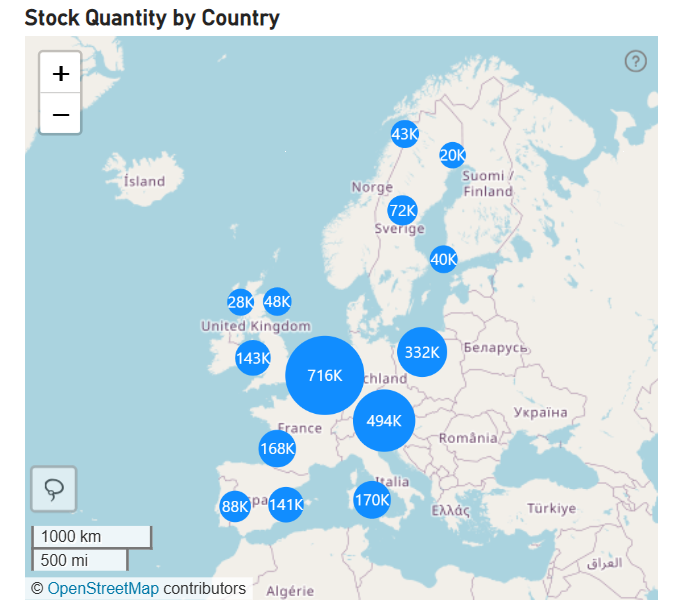 Stock Quantity by Country
+
−
?
43K
20K
Ísland
Norge
Suomi /
Finland
72K
Sverige
40K
28K
48K
United Kingdom
143K
332K
Беларусь
716K
chland
494K
Україна
France
România
168K
Italia
170K
88K
pa
141K
Ελλάς
Türkiye
1000 km
500 mi
العراق
© OpenStreetMap contributors
Algérie